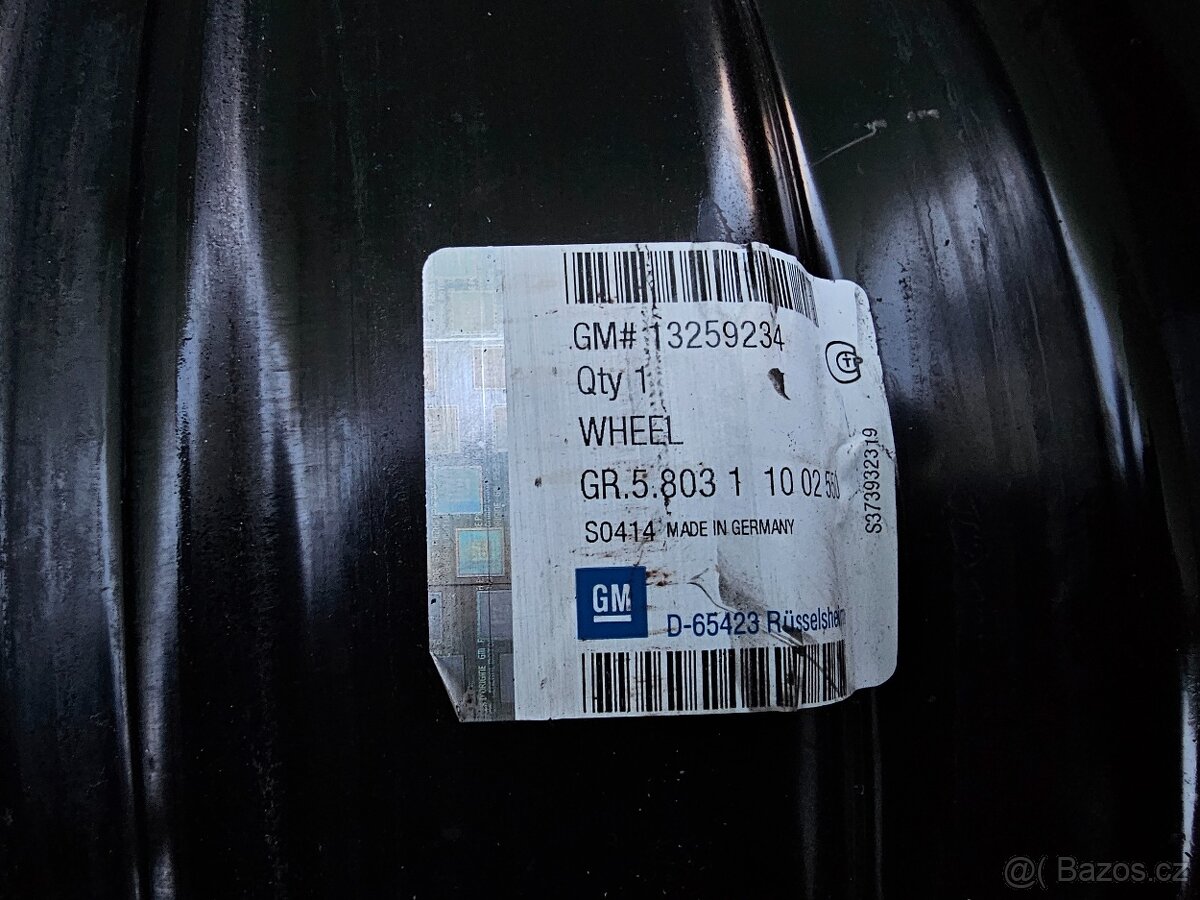 GM# 13259234
Qty 1
WHEEL
GR.5.803 1 10 02 560
S0414 MADE IN GERMANY
GM
D-65423 Rüsselsheim
S373932319
@( Bazos.cz